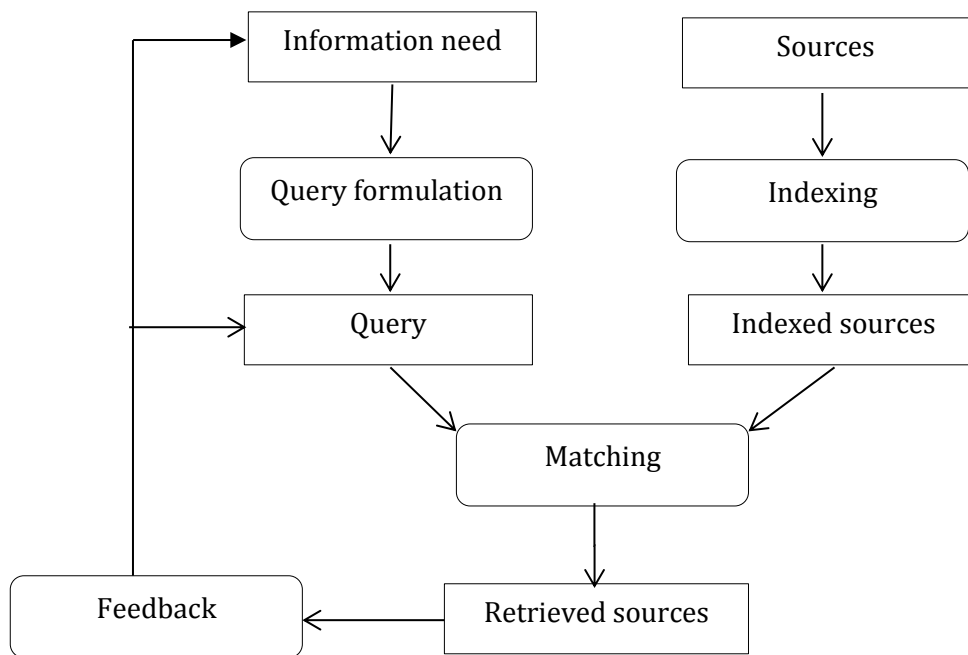 Information need
Sources
Query formulation
Indexing
Query
Indexed sources
Matching
Feedback
Retrieved sources